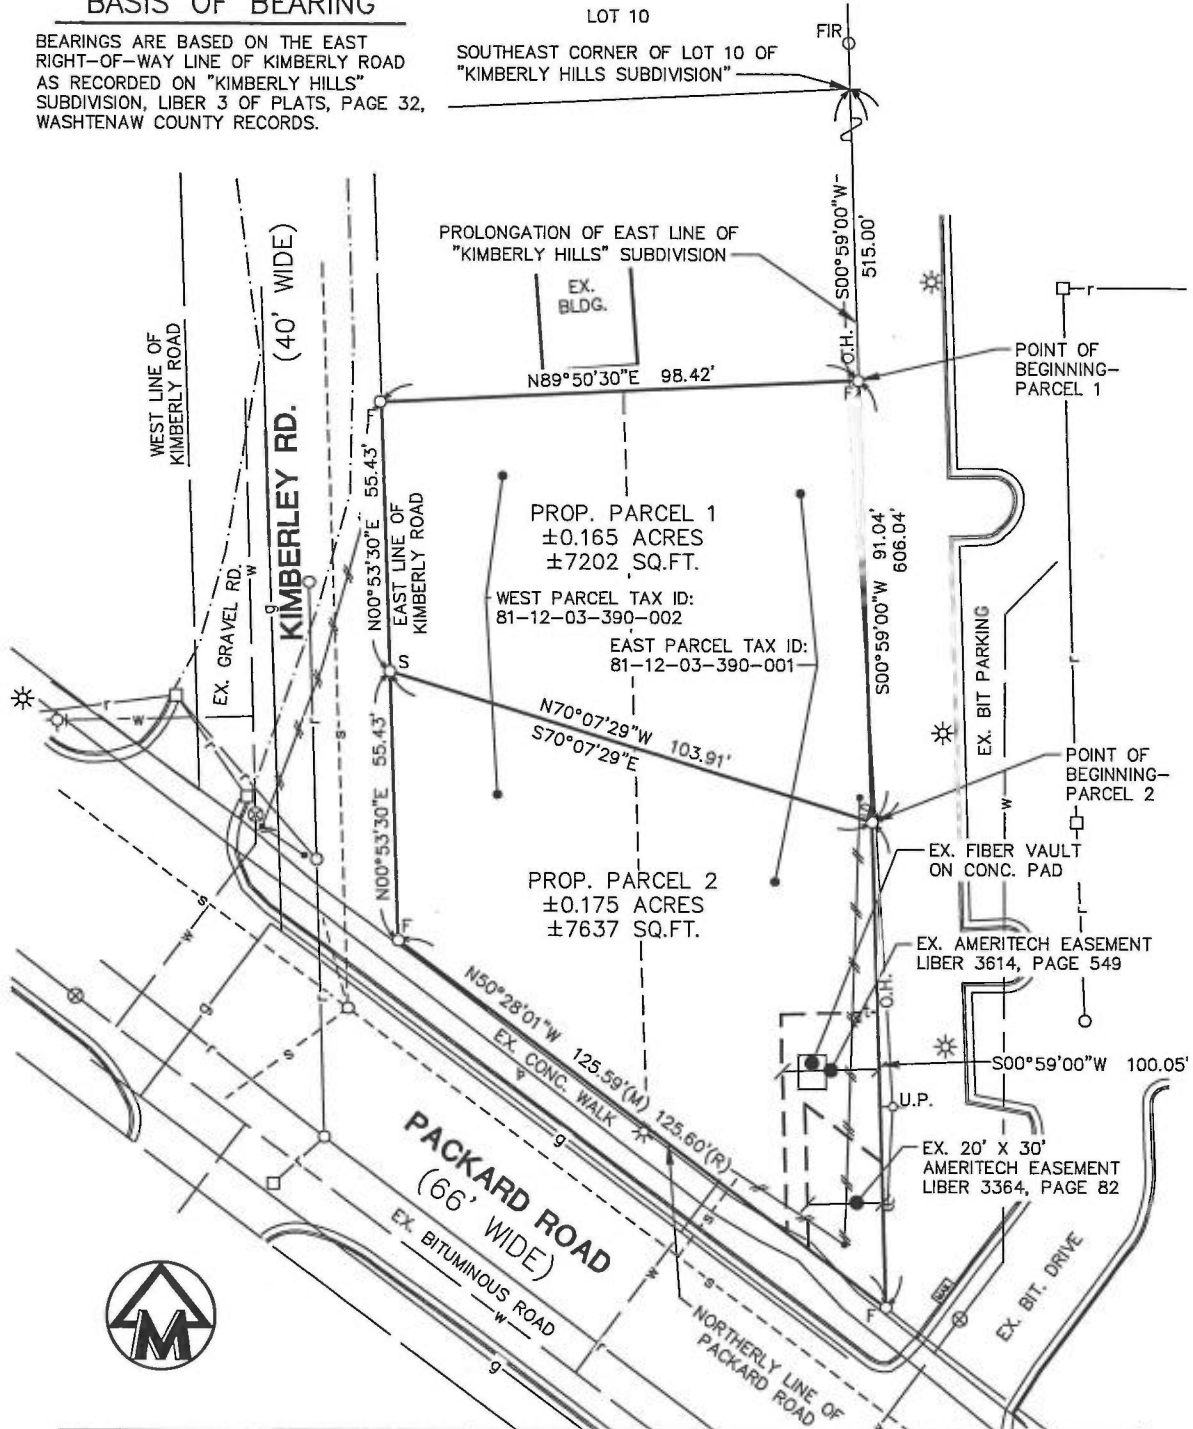 BASIS OF BEARING
BEARINGS ARE BASED ON THE EAST
RIGHT-OF-WAY LINE OF KIMBERLY ROAD
AS RECORDED ON "KIMBERLY HILLS"
SUBDIVISION, LIBER 3 OF PLATS, PAGE 32,
WASHTENAW COUNTY RECORDS.
LOT 10
FIR
SOUTHEAST CORNER OF LOT 10 OF
"KIMBERLY HILLS SUBDIVISION"
S00°59'00"W-
515.00'
PROLONGATION OF EAST LINE OF
"KIMBERLY HILLS" SUBDIVISION
EX.
BLDG.
O.H.
WEST LINE OF
KIMBERLY ROAD
KIMBERLEY RD. (40' WIDE)
N89°50'30"E 98.42'
POINT OF
BEGINNING-
PARCEL 1
F
F
r
r
N00°53'30"E 55.43'
EAST LINE OF
KIMBERLY ROAD
PROP. PARCEL 1
±0.165 ACRES
±7202 SQ.FT.
S00°59'00"W 91.04'
606.04'
WEST PARCEL TAX ID:
81-12-03-390-002
EAST PARCEL TAX ID:
81-12-03-390-001
EX. GRAVEL RD.
w
g
s
r
S
EX. BIT PARKING
w
N70°07'29"W 103.91'
S70°07'29"E
r
w
r
r
POINT OF
BEGINNING-
PARCEL 2
N00°53'30"E 55.43'
PROP. PARCEL 2
±0.175 ACRES
±7637 SQ.FT.
EX. FIBER VAULT
ON CONC. PAD
r
F
EX. AMERITECH EASEMENT
LIBER 3614, PAGE 549
O.H.
s
w
g
r
s
N50°28'01"W 125.59'(M) 125.60'(R)
EX. CONC. WALK
S00°59'00"W 100.05'
U.P.
EX. 20' X 30'
AMERITECH EASEMENT
LIBER 3364, PAGE 82
PACKARD ROAD
(66' WIDE)
EX. BITUMINOUS ROAD
g
w
r
g
w
s
s
F
NORTHERLY LINE OF
PACKARD ROAD
EX. BIT. DRIVE
M